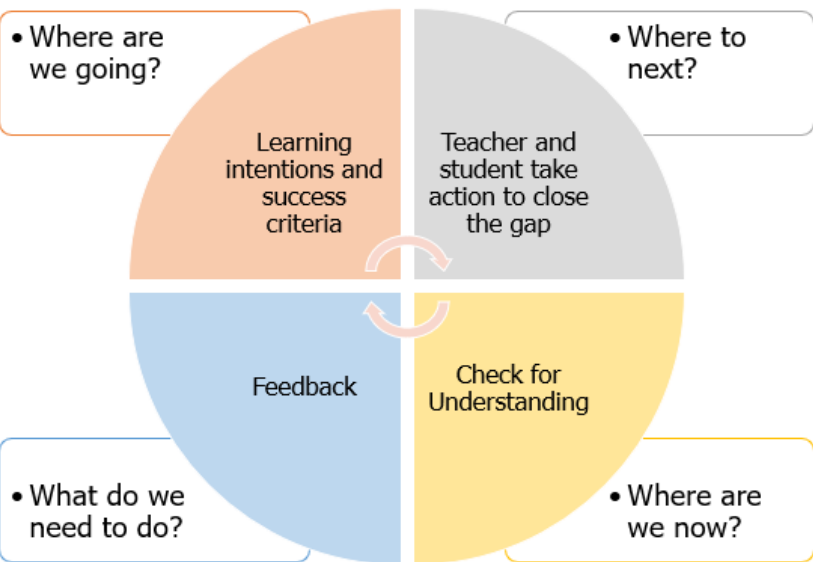 • Where are
we going?
• Where to
next?
Learning
intentions and
success
criteria
Teacher and
student take
action to close
the gap
Feedback
Check for
Understanding
• What do we
need to do?
• Where are
we now?